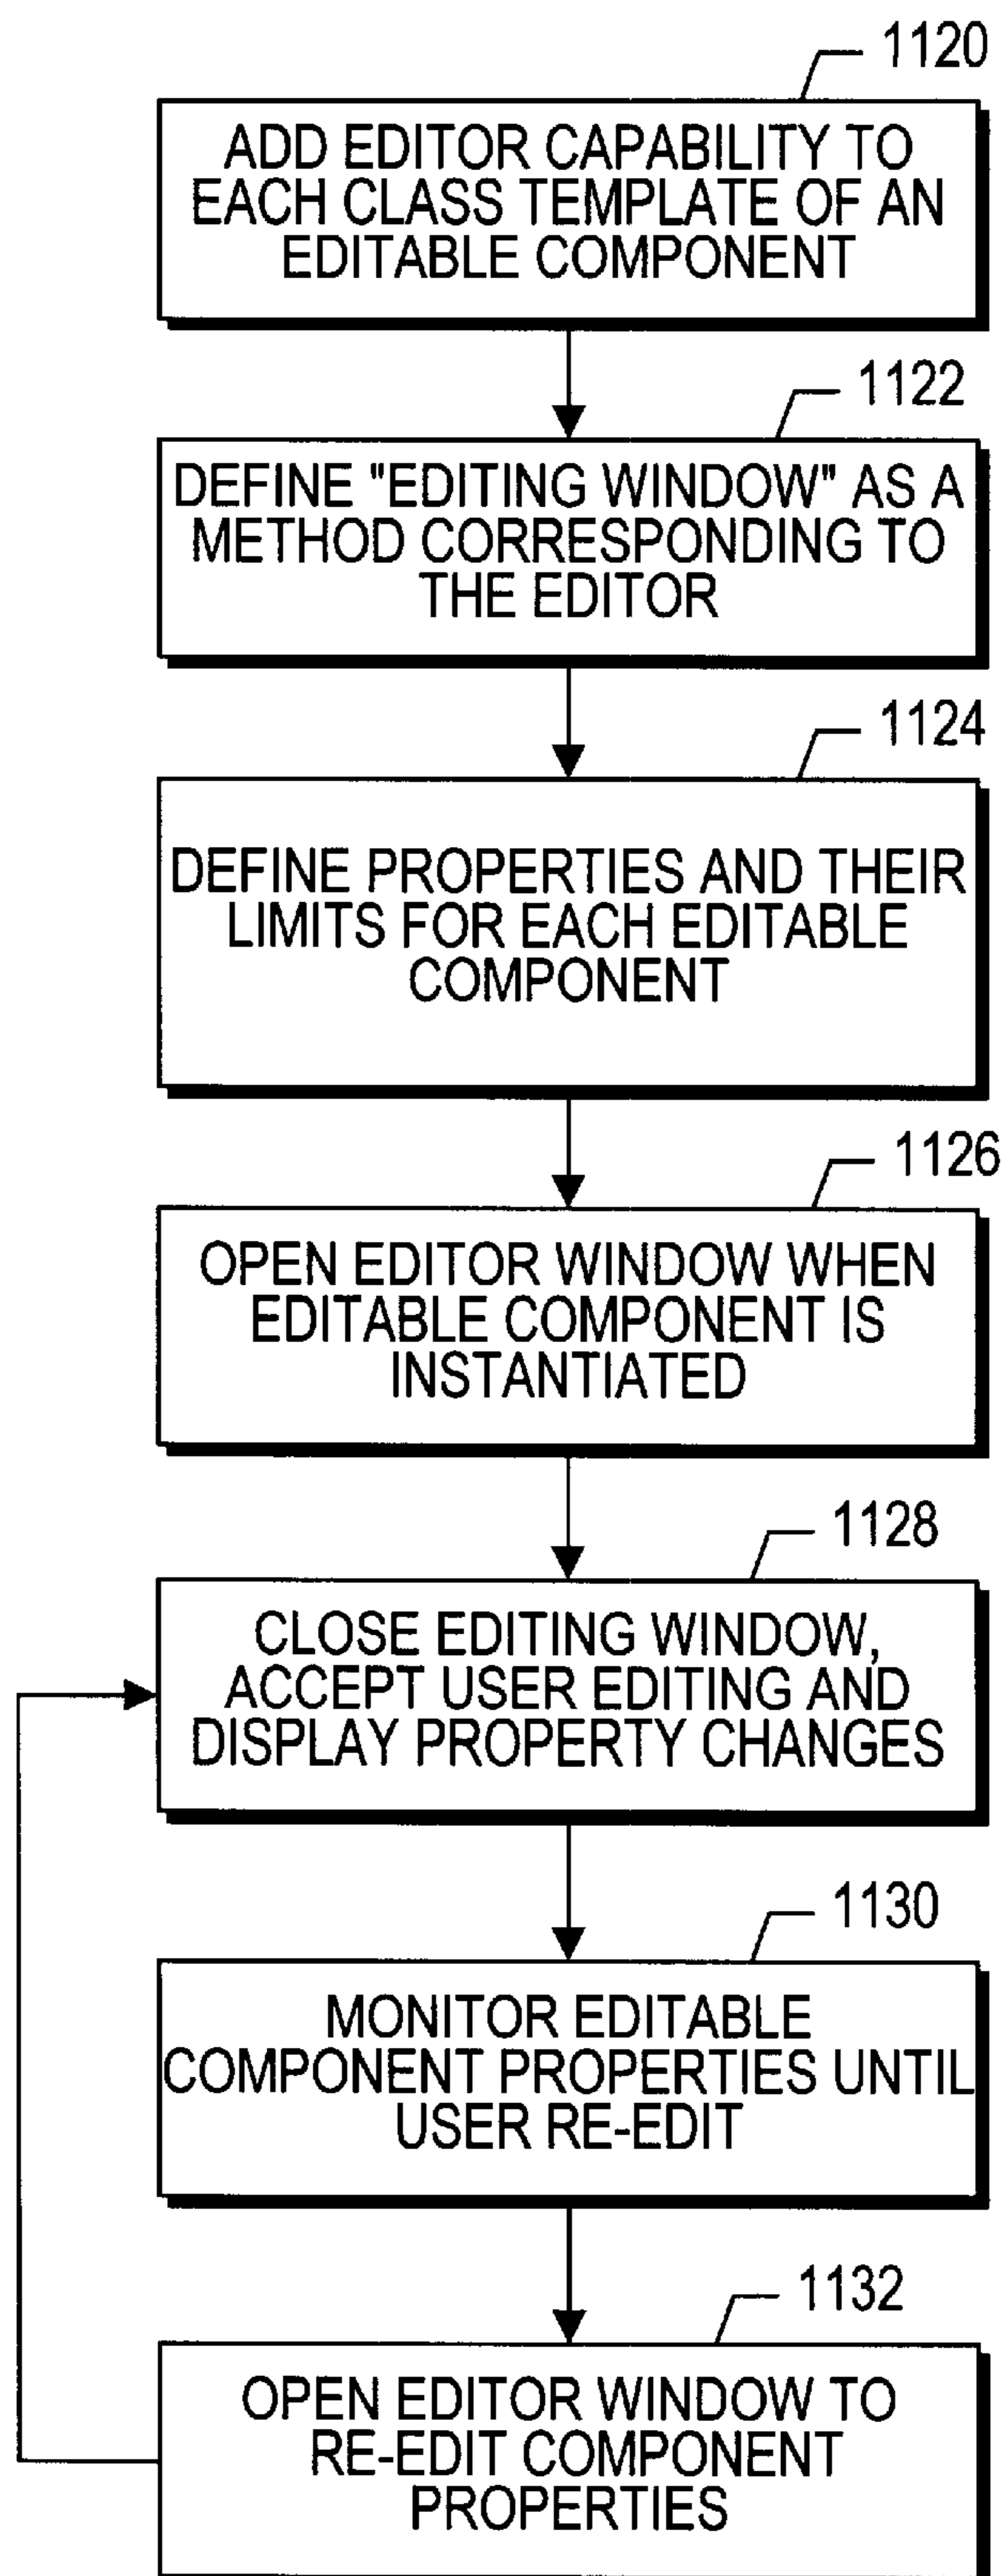 1120
ADD EDITOR CAPABILITY TO
EACH CLASS TEMPLATE OF AN
EDITABLE COMPONENT
1122
DEFINE "EDITING WINDOW" AS A
METHOD CORRESPONDING TO
THE EDITOR
1124
DEFINE PROPERTIES AND THEIR
LIMITS FOR EACH EDITABLE
COMPONENT
1126
OPEN EDITOR WINDOW WHEN
EDITABLE COMPONENT IS
INSTANTIATED
1128
CLOSE EDITING WINDOW,
ACCEPT USER EDITING AND
DISPLAY PROPERTY CHANGES
1130
MONITOR EDITABLE
COMPONENT PROPERTIES UNTIL
USER RE-EDIT
1132
OPEN EDITOR WINDOW TO
RE-EDIT COMPONENT
PROPERTIES